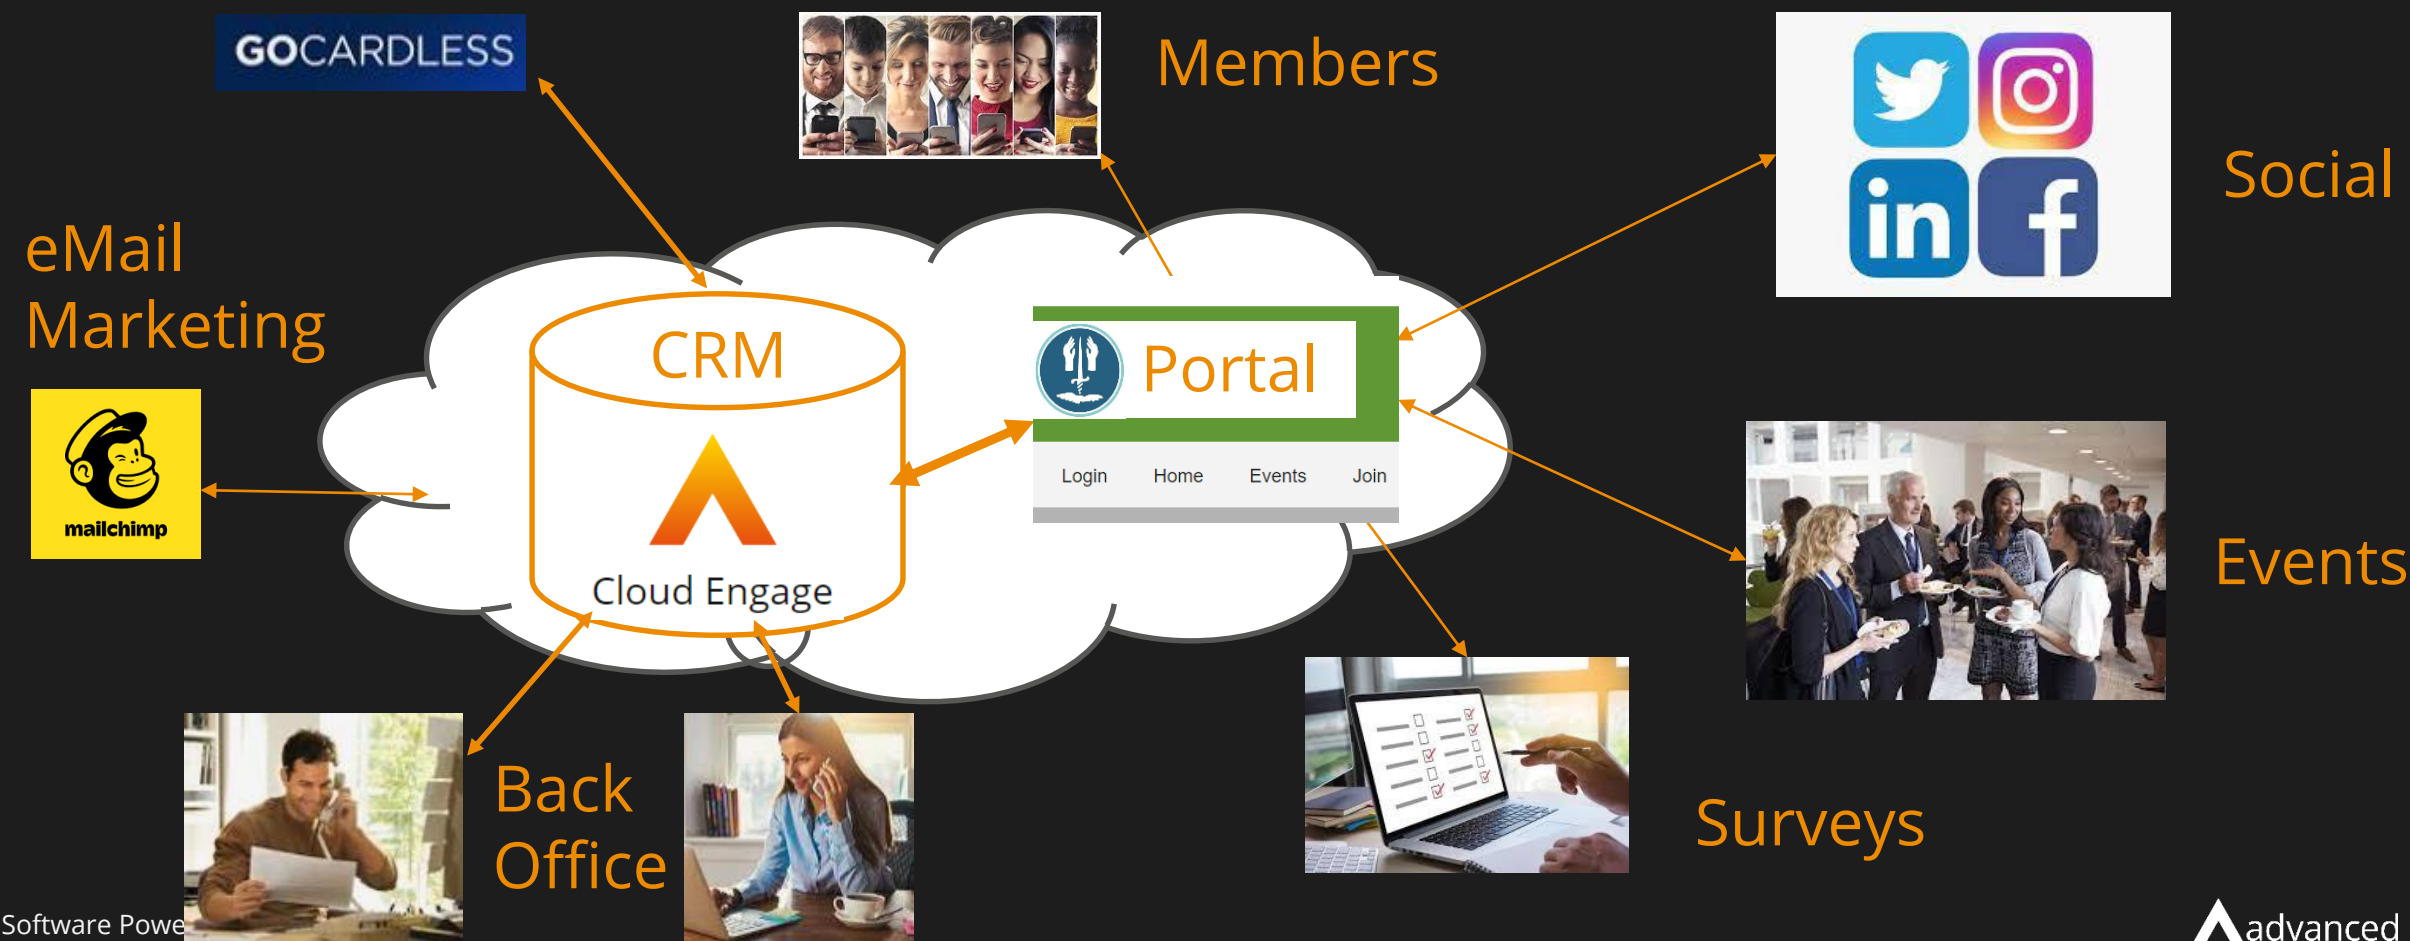 GOCARDLESS
Members
Social
eMail
Marketing
CRM
Portal
Login Home Events Join
mailchimp
Cloud Engage
Events
Back
Office
Surveys
Software Powe
advanced
in
f